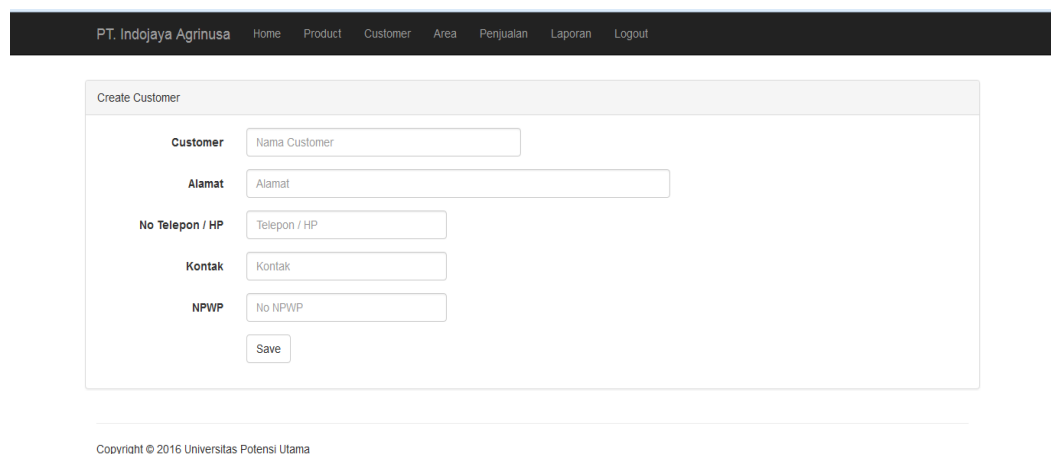 PT. Indojaya Agrinusa Home Product Customer Area Penjualan Laporan Logout
Create Customer
Customer Nama Customer
Alamat Alamat
No Telepon / HP Telepon / HP
Kontak Kontak
NPWP No NPWP
Save
Copyright © 2016 Universitas Potensi Utama